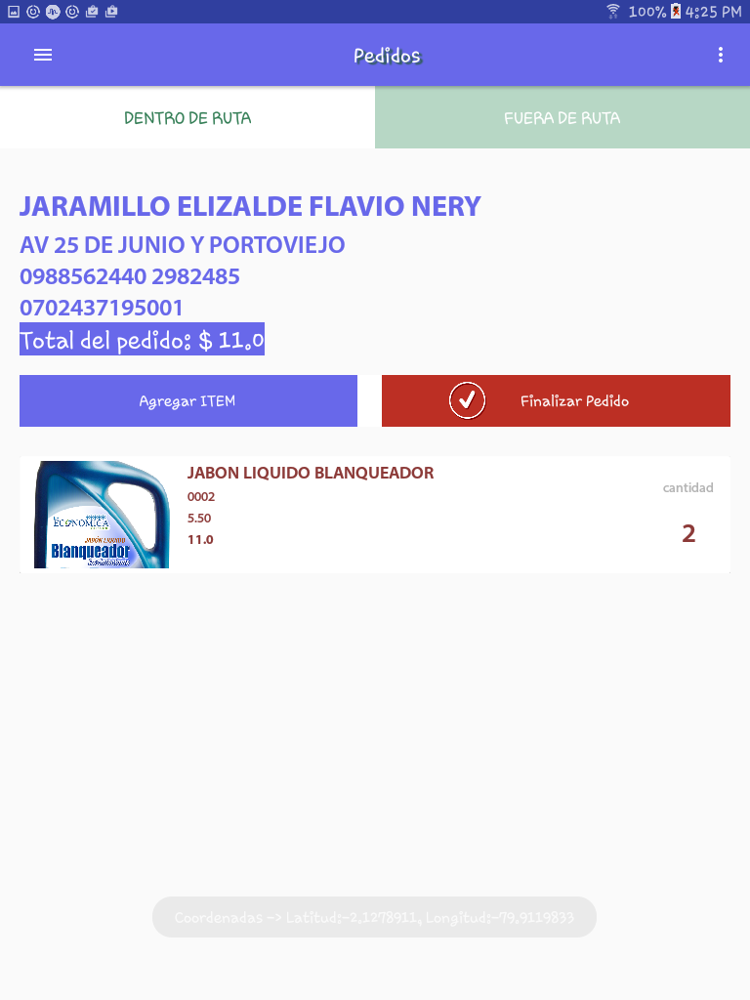 100% 4:25 PM
Pedidos
DENTRO DE RUTA
FUERA DE RUTA
JARAMILLO ELIZALDE FLAVIO NERY
AV 25 DE JUNIO Y PORTOVIEJO
0988562440 2982485
0702437195001
Total del pedido: $ 11.0
Agregar ITEM
Finalizar Pedido
JABON LIQUIDO BLANQUEADOR
0002
5.50
11.0
cantidad
2
ECONOMICA
JABÓN LIQUIDO
Blanqueador
Coordenadas -> Latitud:-2.1278911, Longitud:-79.9119833